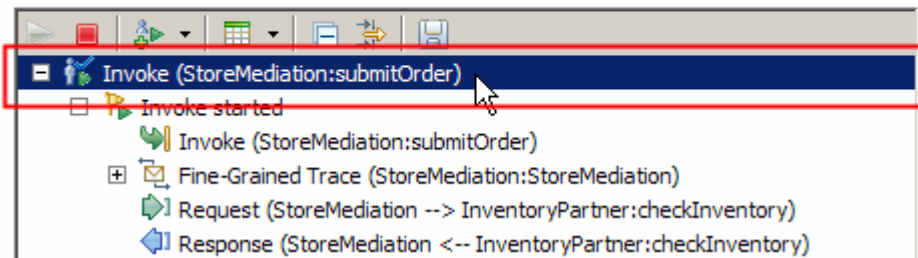 Invoke (StoreMediation:submitOrder)
Invoke started
Invoke (StoreMediation:submitOrder)
Fine-Grained Trace (StoreMediation:StoreMediation)
Request (StoreMediation --> InventoryPartner:checkInventory)
Response (StoreMediation <-- InventoryPartner:checkInventory)